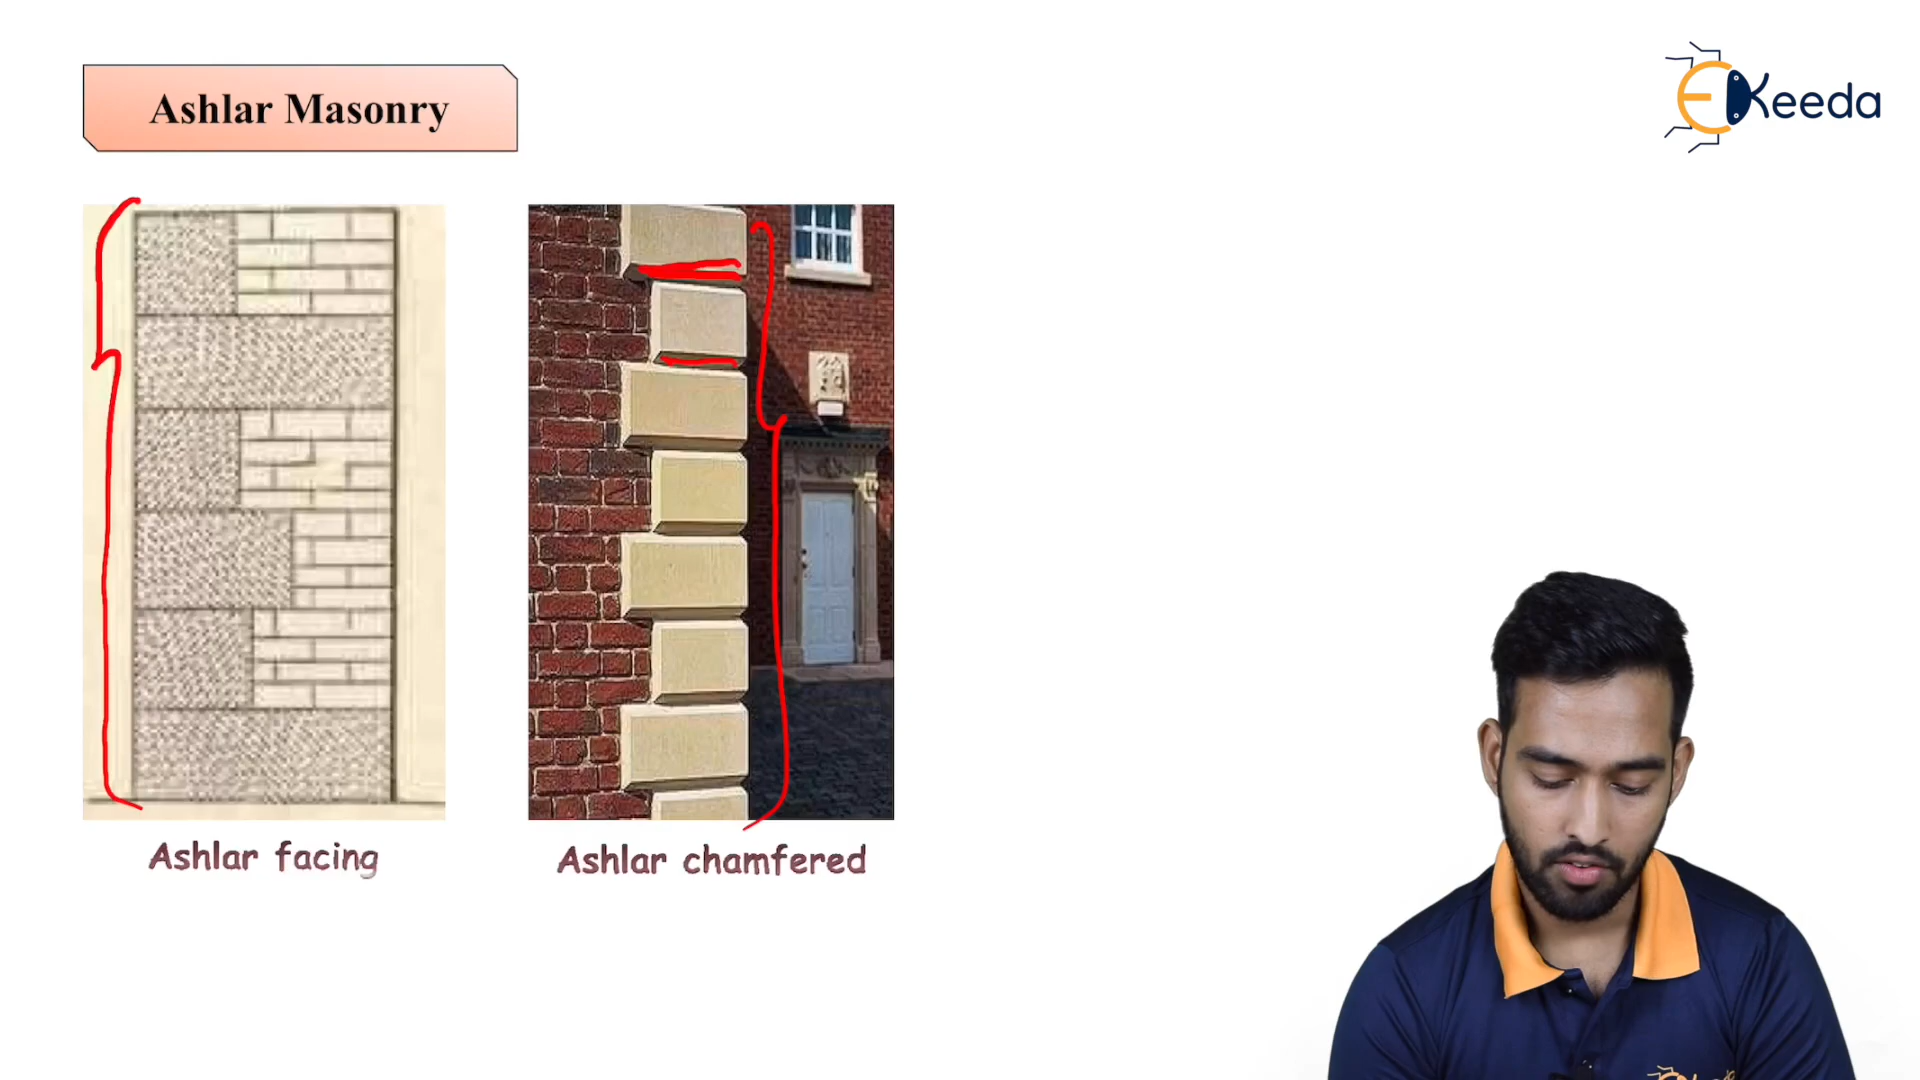 Ashlar Masonry
EKeeda
Ashlar facing
Ashlar chamfered